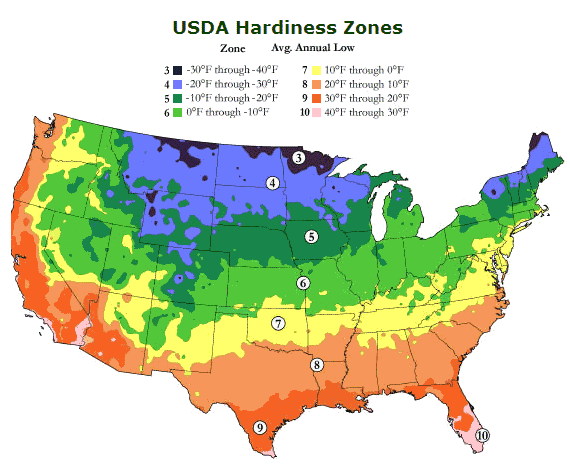 USDA Hardiness Zones
Zone Avg. Annual Low
3 -30°F through -40°F 7 10°F through 0°F
4 -20°F through -30°F 8 20°F through 10°F
5 -10°F through -20°F 9 30°F through 20°F
6 0°F through -10°F 10 40°F through 30°F
3
4
5
6
7
8
9
10